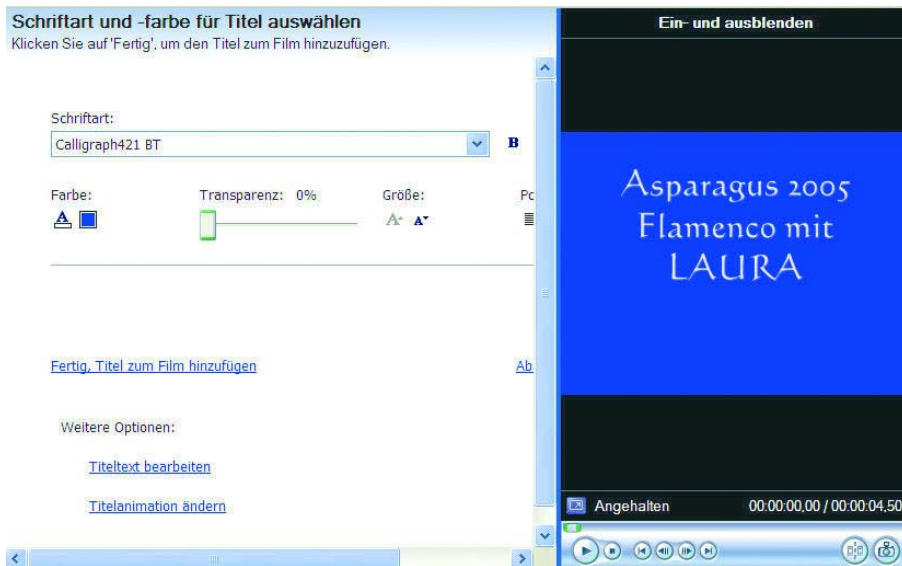 Schriftart und -farbe für Titel auswählen
Klicken Sie auf 'Fertig', um den Titel zum Film hinzuzufügen.
Schriftart:
Calligraph421 BT
B
Farbe:
Transparenz: 0%
Größe:
Po
A
A
A
Fertig, Titel zum Film hinzufügen
Ab
Weitere Optionen:
Titeltext bearbeiten
Titelanimation ändern
Ein- und ausblenden
Asparagus 2005
Flamenco mit
LAURA
Angehalten
00:00:00,00 / 00:00:04,50